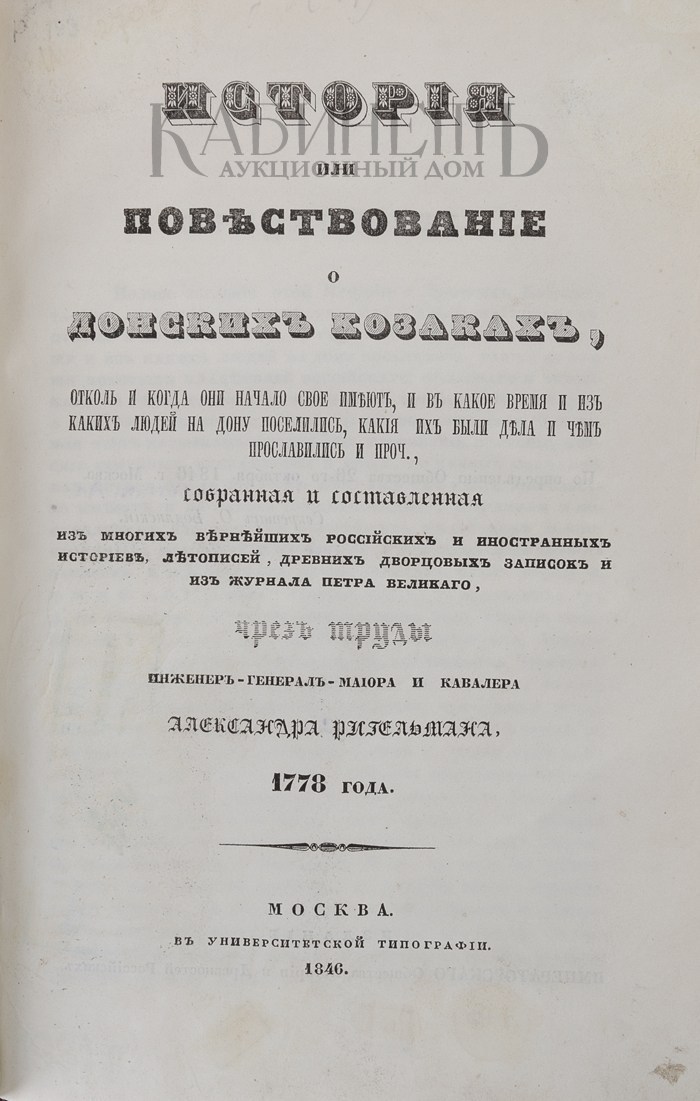 ИСТОРІЯ
КАБИНЕТЪ
АУКЦИОННЫЙ ДОМ
ИЛИ
ПОВѢСТВОВАНІЕ
О
ДОНСКИХЪ КОЗАКАХЪ,
ОТКОЛЬ И КОГДА ОНИ НАЧАЛО СВОЕ ИМѢЮТЪ, И ВЪ КАКОЕ ВРЕМЯ И ИЗЪ
КАКИХЪ ЛЮДЕЙ НА ДОНУ ПОСЕЛИЛИСЬ, КАКІЯ ИХЪ БЫЛИ ДѢЛА И ЧѢМЪ
ПРОСЛАВИЛИСЬ И ПРОЧ.,
собранная и составленная
ИЗЪ МНОГИХЪ ВѢРНѢЙШИХЪ РОССІЙСКИХЪ И ИНОСТРАННЫХЪ
ИСТОРІЕВЪ, ЛѢТОПИСЕЙ, ДРЕВНИХЪ ДВОРЦОВЫХЪ ЗАПИСОКЪ И
ИЗЪ ЖУРНАЛА ПЕТРА ВЕЛИКАГО,
чрезъ труды
ИНЖЕНЕРЪ-ГЕНЕРАЛЪ-МАІОРА И КАВАЛЕРА
АЛЕКСАНДРА РИГЕЛЬМАНА,
1778 ГОДА.
МОСКВА.
ВЪ УНИВЕРСИТЕТСКОЙ ТИПОГРАФІИ.
1846.